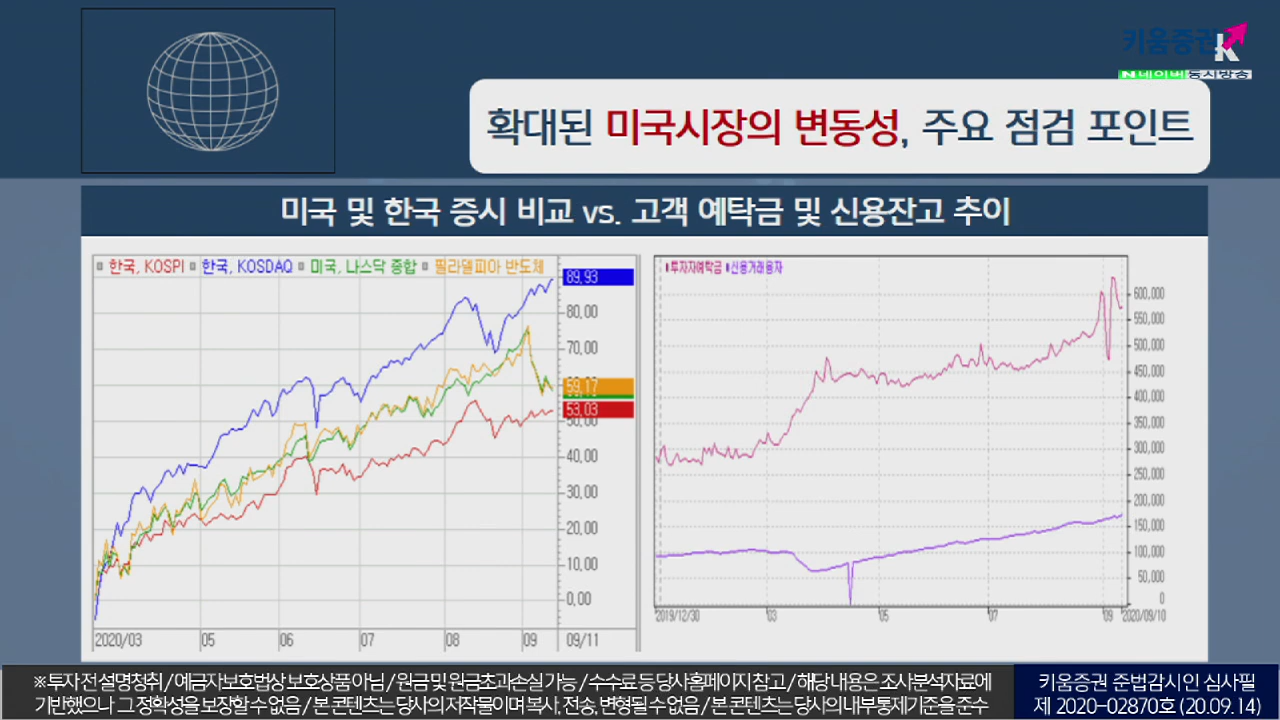 키움증권
네이버동시방송
확대된 미국시장의 변동성, 주요 점검 포인트
미국 및 한국 증시 비교 vs. 고객 예탁금 및 신용잔고 추이
한국, KOSPI 한국, KOSDAQ 미국, 나스닥 종합 필라델피아 반도체
89,93
80,00
70,00
59,17
53,03
50,00
40,00
30,00
20,00
10,00
0,00
2020/03 05 06 07 08 09 09/11
투자자예탁금 신용거래융자
600,000
550,000
500,000
450,000
400,000
350,000
300,000
250,000
200,000
150,000
100,000
50,000
0
2019/12/30 03 05 07 09 2020/09/10
※투자 전 설명청취 / 예금자보호법상 보호상품 아님 / 원금 및 원금초과손실 가능 / 수수료 등 당사홈페이지 참고 / 해당 내용은 조사분석자료에
기반했으나 그 정확성을 보장할 수 없음 / 본 콘텐츠는 당사의 저작물이며 복사, 전송, 변형될 수 없음 / 본 콘텐츠는 당사의 내부통제기준을 준수
키움증권 준법감시인 심사필
제 2020-02870호 (20.09.14)